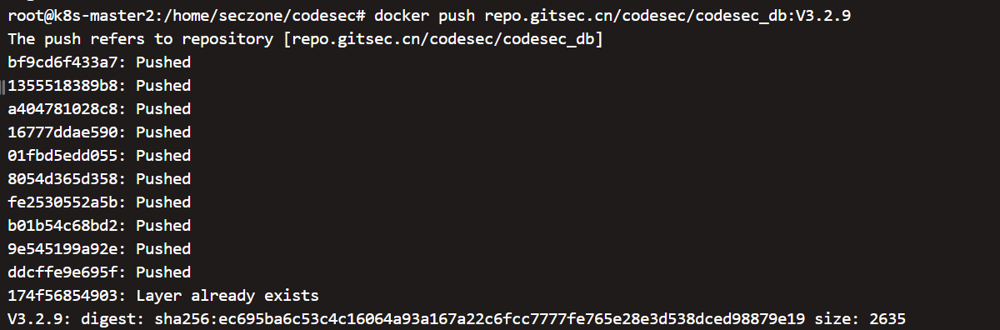 root@k8s-master2:/home/seczone/codesec# docker push repo.gitsec.cn/codesec/codesec_db:V3.2.9
The push refers to repository [repo.gitsec.cn/codesec/codesec_db]
bf9cd6f433a7: Pushed
1355518389b8: Pushed
a404781028c8: Pushed
16777ddae590: Pushed
01fbd5edd055: Pushed
8054d365d358: Pushed
fe2530552a5b: Pushed
b01b54c68bd2: Pushed
9e545199a92e: Pushed
ddcffe9e695f: Pushed
174f56854903: Layer already exists
V3.2.9: digest: sha256:ec695ba6c53c4c16064a93a167a22c6fcc7777fe765e28e3d538dced98879e19 size: 2635